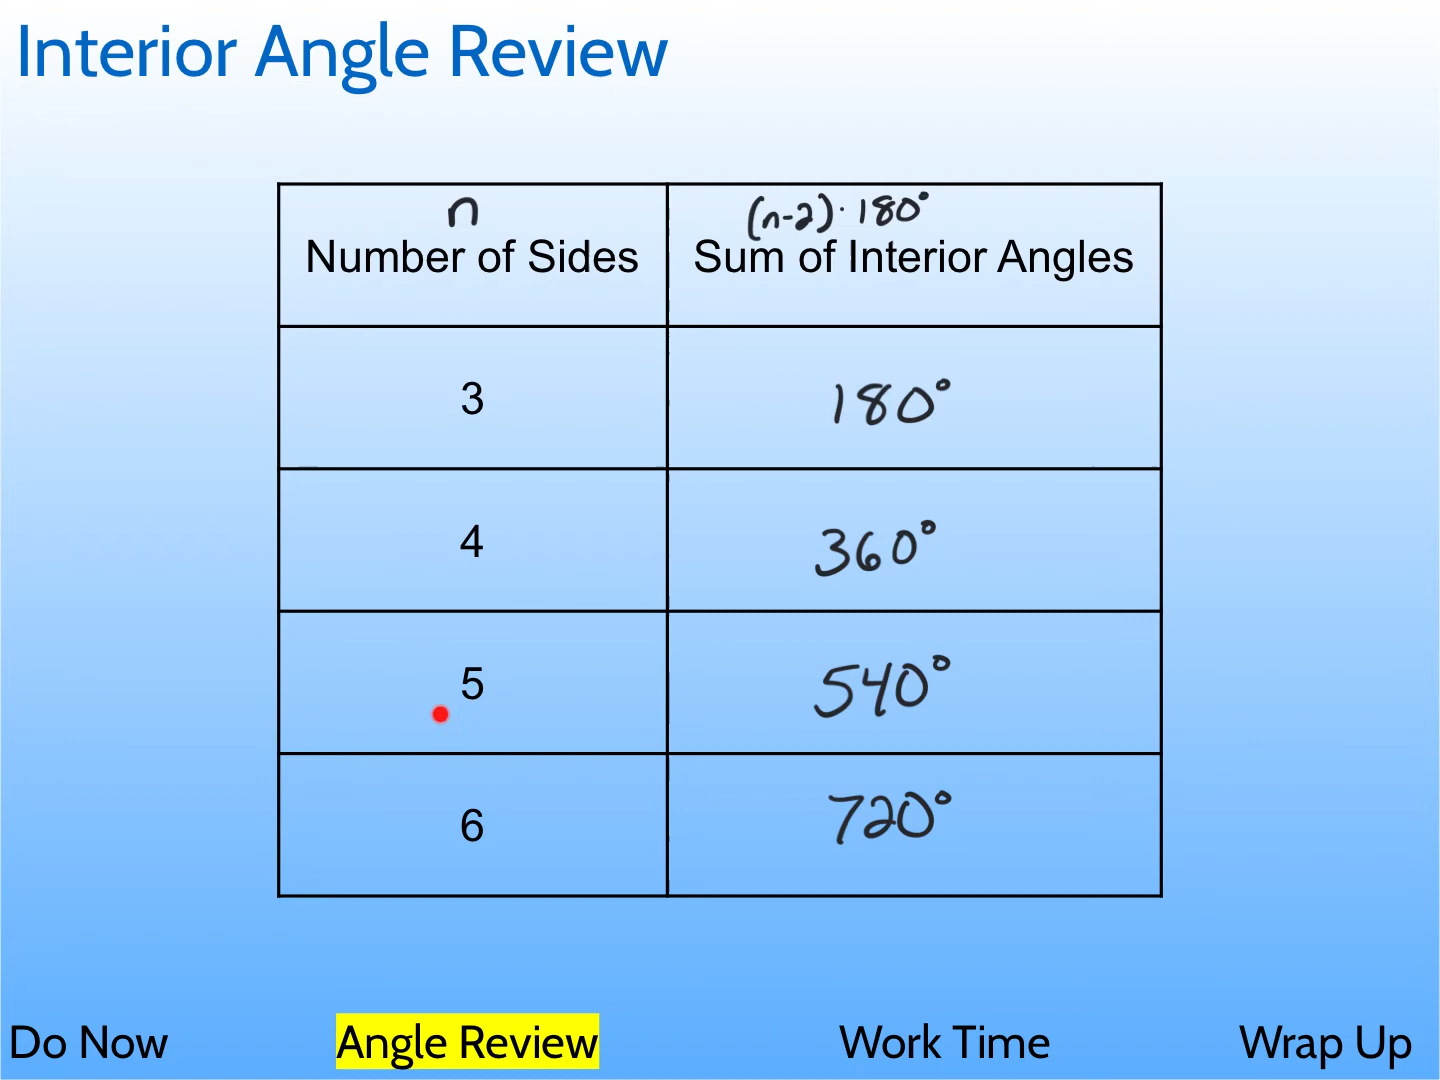 Interior Angle Review
n
(n-2)·180°
Number of Sides
Sum of Interior Angles
3
180°
4
360°
5
540°
6
720°
Do Now
Angle Review
Work Time
Wrap Up